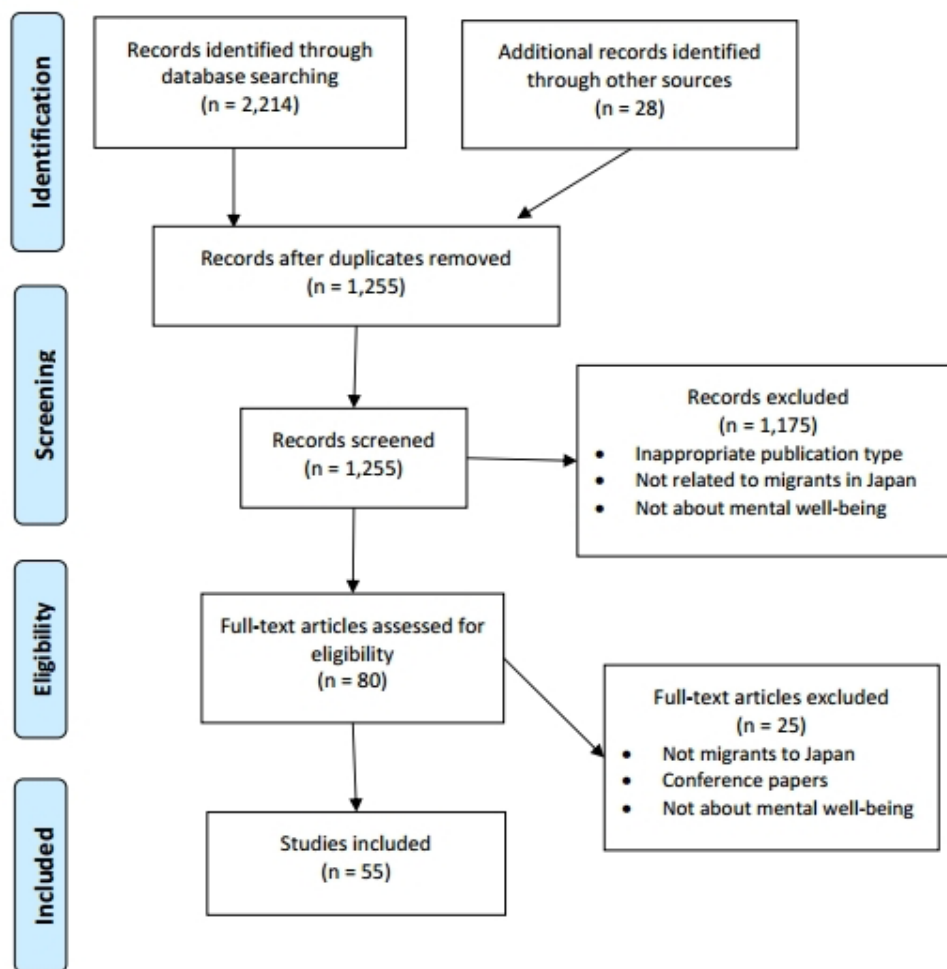 Identification
Records identified through
database searching
(n = 2,214)
Additional records identified
through other sources
(n = 28)
Records after duplicates removed
(n = 1,255)
Screening
Records screened
(n = 1,255)
Records excluded
(n = 1,175)
• Inappropriate publication type
• Not related to migrants in Japan
• Not about mental well-being
Eligibility
Full-text articles assessed for
eligibility
(n = 80)
Full-text articles excluded
(n = 25)
• Not migrants to Japan
• Conference papers
• Not about mental well-being
Included
Studies included
(n = 55)